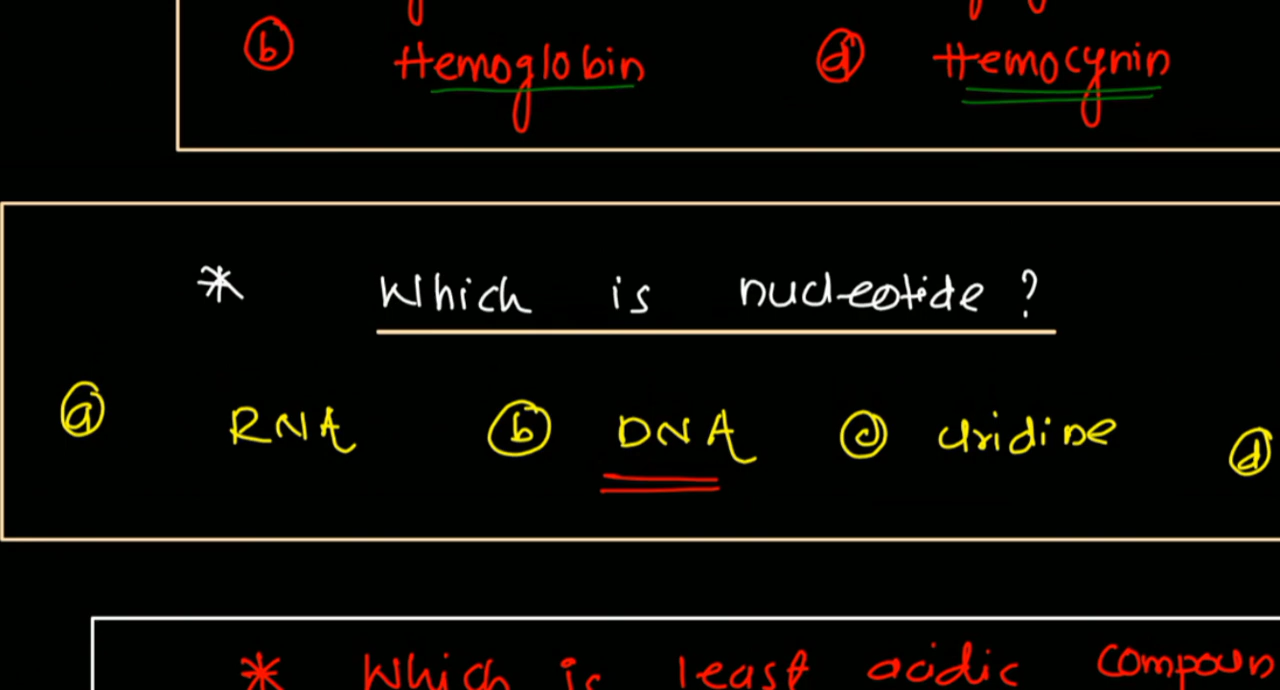 ⓑ Hemoglobin ⓓ Hemocynin
* Which is nucleotide ?
ⓐ RNA ⓑ DNA ⓒ Uridine ⓓ
* Which is least acidic compoun